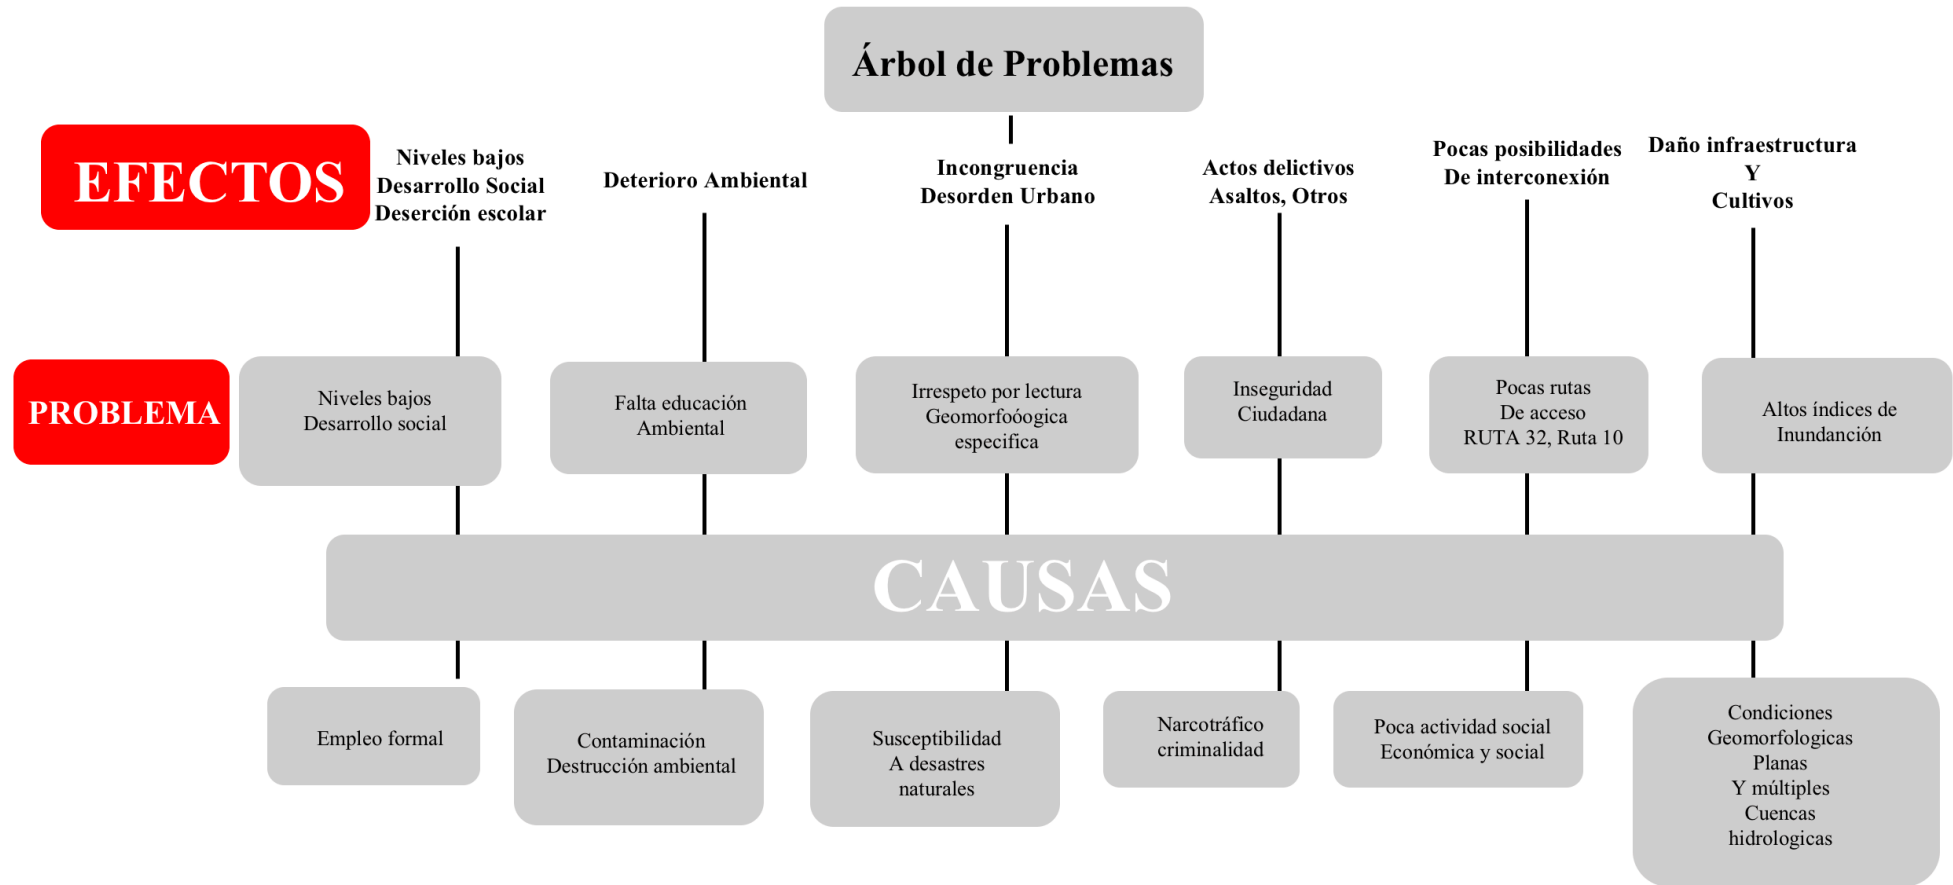 Árbol de Problemas
EFECTOS
Niveles bajos
Desarrollo Social
Deserción escolar
Deterioro Ambiental
Incongruencia
Desorden Urbano
Actos delictivos
Asaltos, Otros
Pocas posibilidades
De interconexión
Daño infraestructura
Y
Cultivos
PROBLEMA
Niveles bajos
Desarrollo social
Falta educación
Ambiental
Irrespeto por lectura
Geomorfoóogica
especifica
Inseguridad
Ciudadana
Pocas rutas
De acceso
RUTA 32, Ruta 10
Altos índices de
Inundanción
CAUSAS
Empleo formal
Contaminación
Destrucción ambiental
Susceptibilidad
A desastres
naturales
Narcotráfico
criminalidad
Poca actividad social
Económica y social
Condiciones
Geomorfologicas
Planas
Y múltiples
Cuencas
hidrologicas